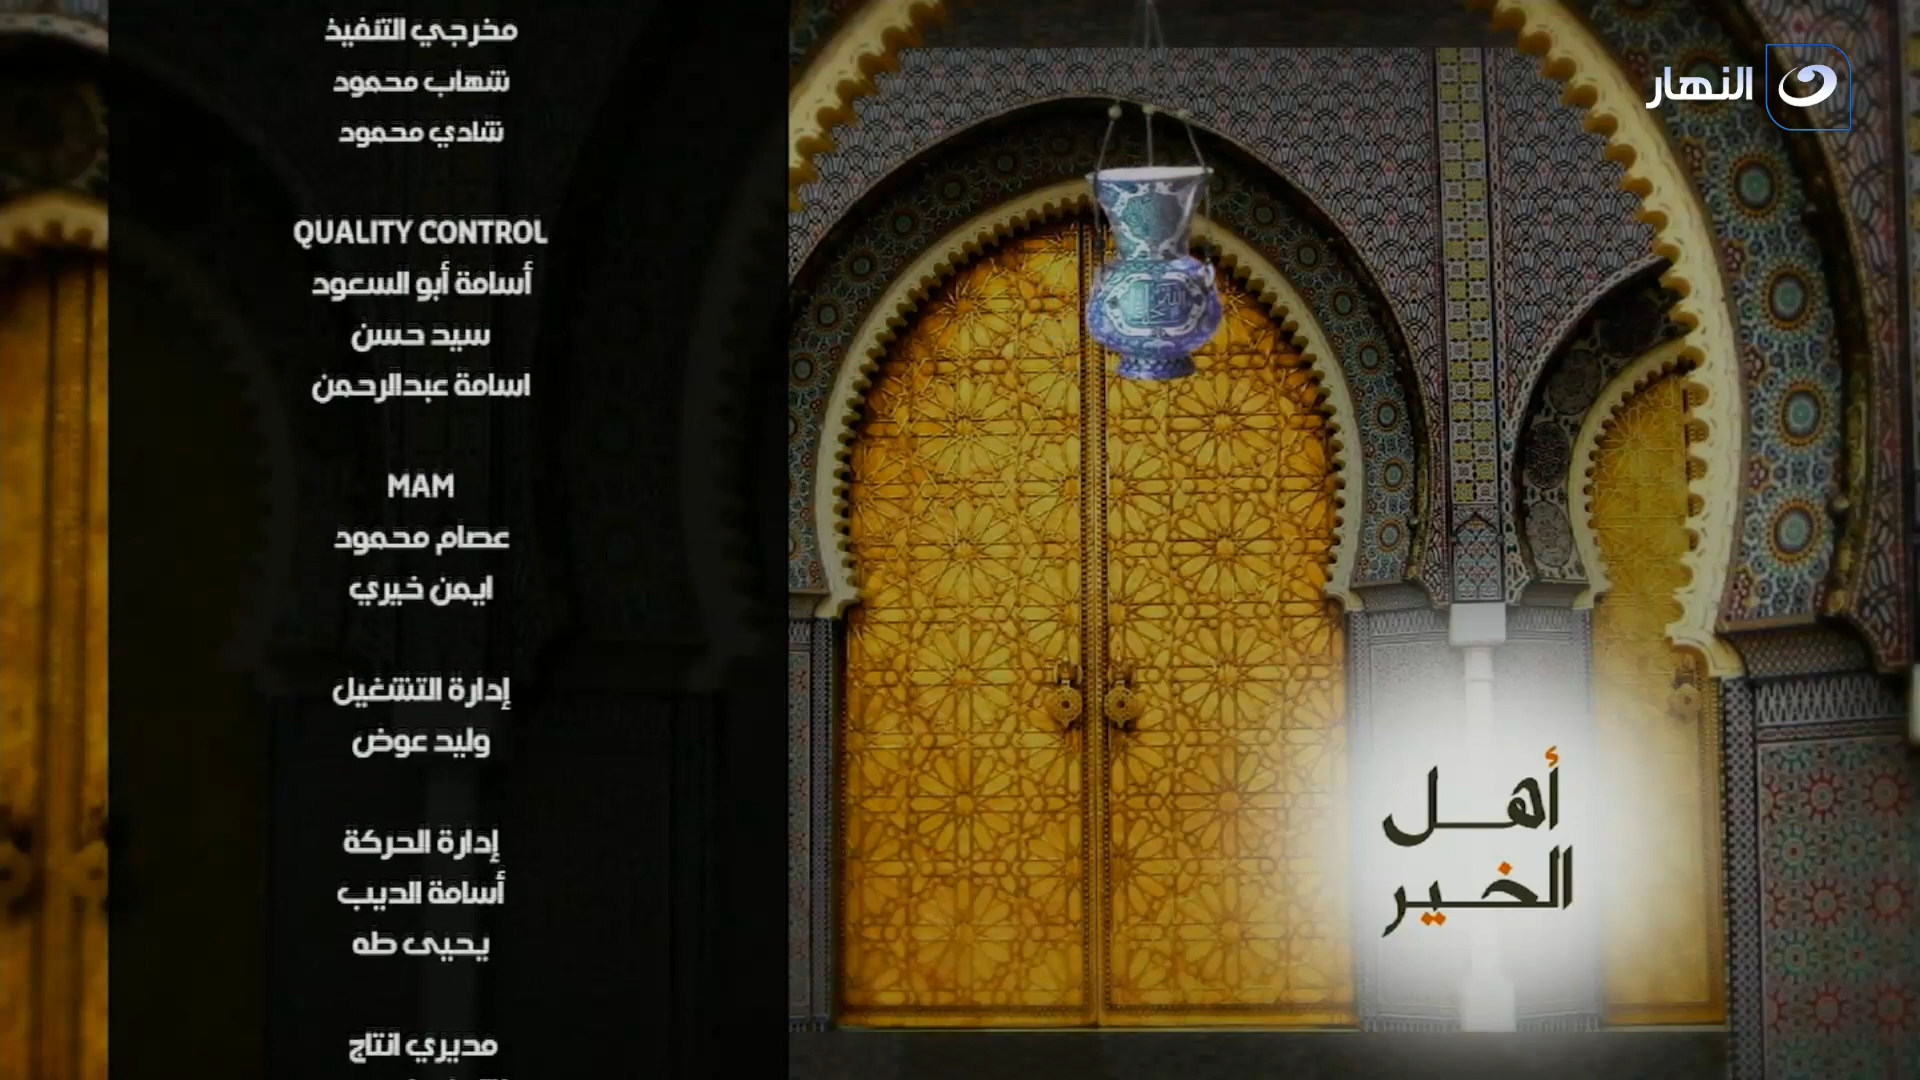 مخرجي التنفيذ
شهاب محمود
شادي محمود
QUALITY CONTROL
أسامة أبو السعود
سيد حسن
اسامة عبدالرحمن
MAM
عصام محمود
ايمن خيري
إدارة التشغيل
وليد عوض
إدارة الحركة
أسامة الديب
يحيى طه
مديري انتاج
النهار
أهل
الخير